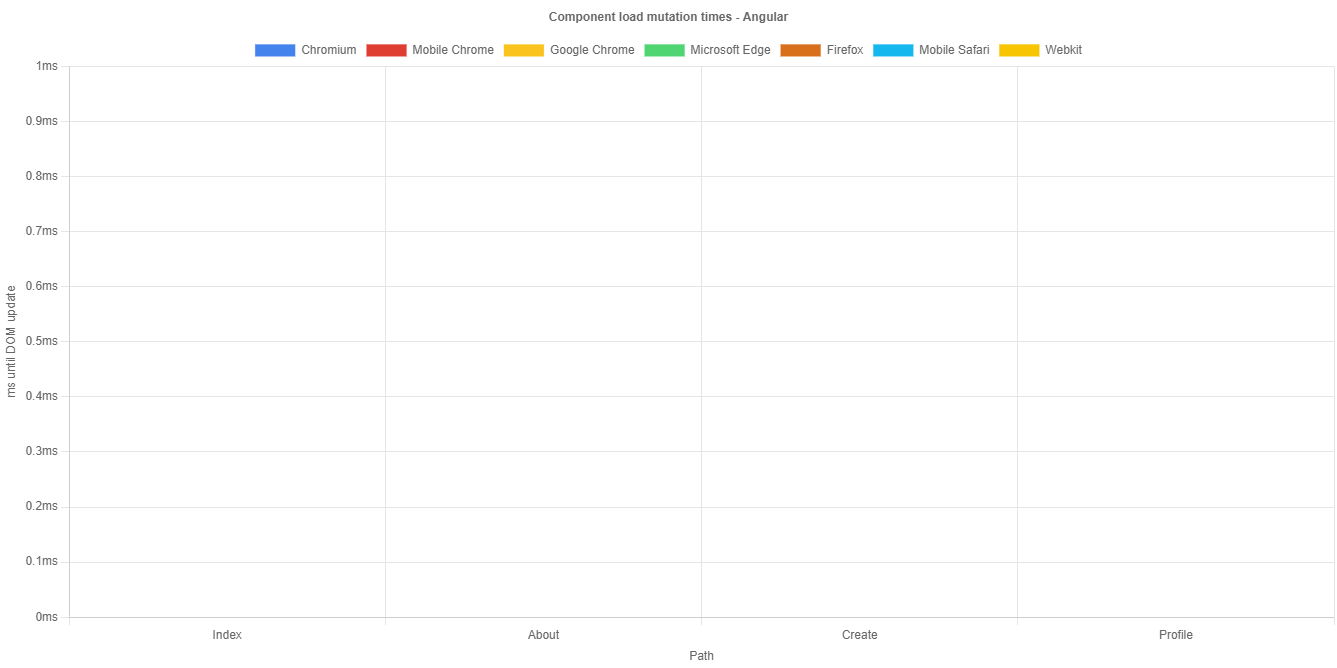 Component load mutation times - Angular
Chromium Mobile Chrome Google Chrome Microsoft Edge Firefox Mobile Safari Webkit
1ms
0.9ms
0.8ms
0.7ms
0.6ms
0.5ms
0.4ms
0.3ms
0.2ms
0.1ms
0ms
ms until DOM update
Index About Create Profile
Path